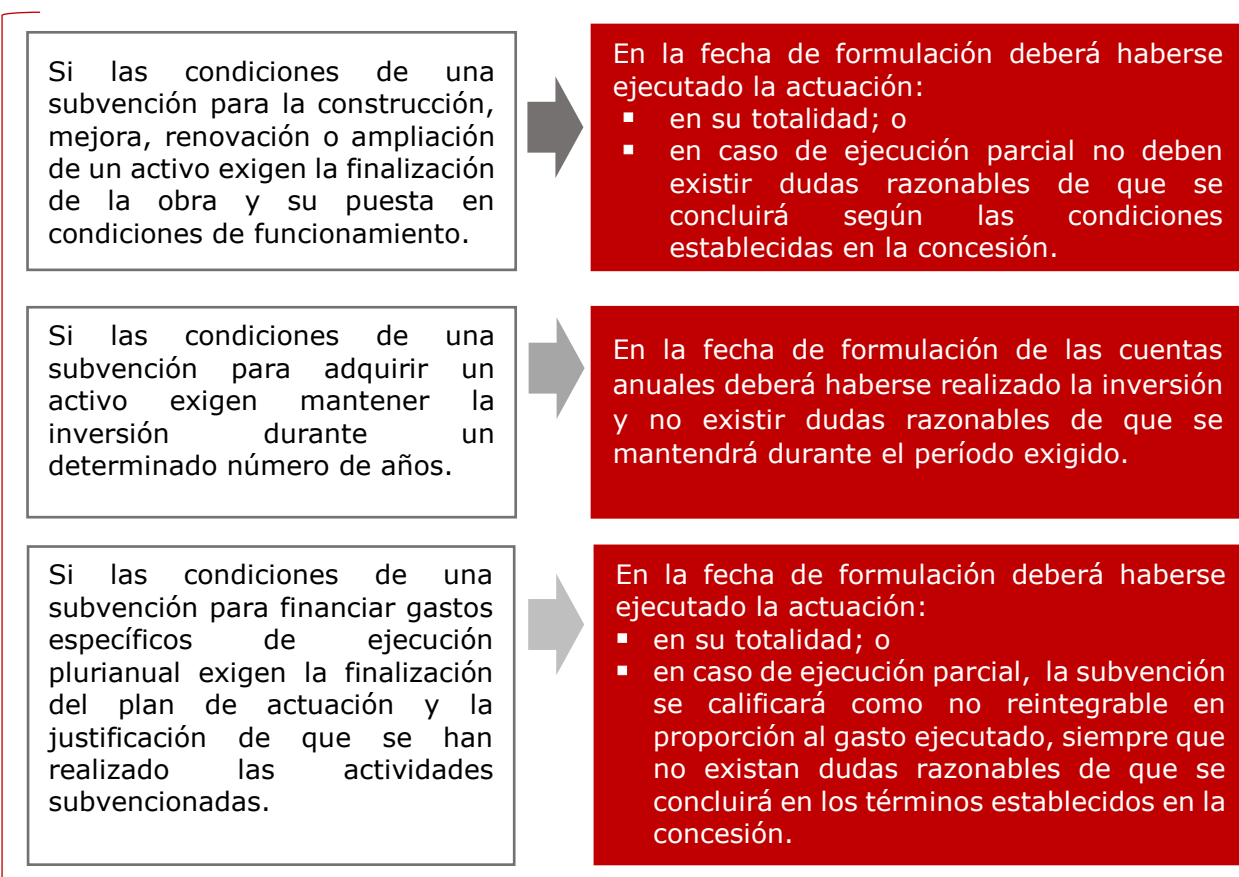 Si las condiciones de una
subvención para la construcción,
mejora, renovación o ampliación
de un activo exigen la finalización
de la obra y su puesta en
condiciones de funcionamiento.
En la fecha de formulación deberá haberse
ejecutado la actuación:
▪ en su totalidad; o
▪ en caso de ejecución parcial no deben
existir dudas razonables de que se
concluirá según las condiciones
establecidas en la concesión.
Si las condiciones de una
subvención para adquirir un
activo exigen mantener la
inversión durante un
determinado número de años.
En la fecha de formulación de las cuentas
anuales deberá haberse realizado la inversión
y no existir dudas razonables de que se
mantendrá durante el período exigido.
Si las condiciones de una
subvención para financiar gastos
específicos de ejecución
plurianual exigen la finalización
del plan de actuación y la
justificación de que se han
realizado las actividades
subvencionadas.
En la fecha de formulación deberá haberse
ejecutado la actuación:
▪ en su totalidad; o
▪ en caso de ejecución parcial, la subvención
se calificará como no reintegrable en
proporción al gasto ejecutado, siempre que
no existan dudas razonables de que se
concluirá en los términos establecidos en la
concesión.